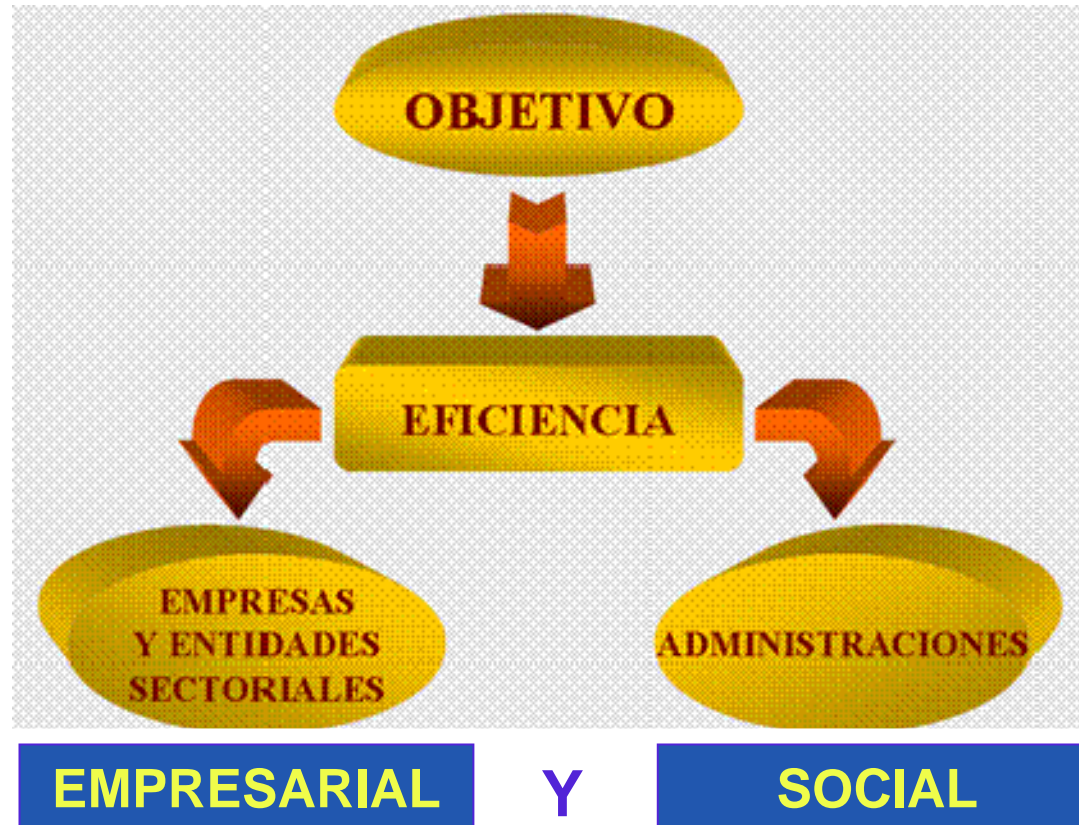 OBJETIVO
EFICIENCIA
EMPRESAS
Y ENTIDADES
SECTORIALES
ADMINISTRACIONES
EMPRESARIAL Y SOCIAL